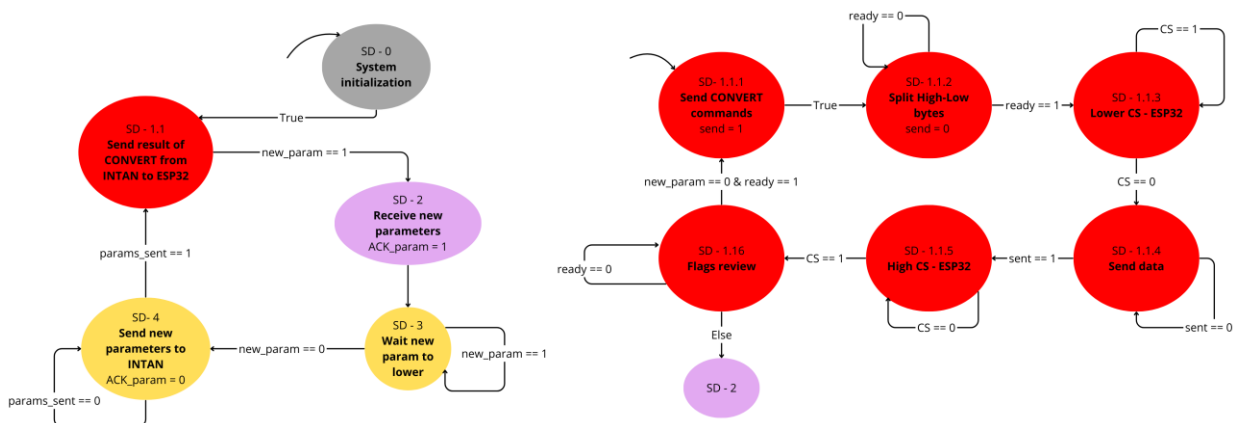 SD - 0
System
initialization
True
SD - 1.1
Send result of
CONVERT from
INTAN to ESP32
new_param == 1
SD - 2
Receive new
parameters
ACK_param = 1
params_sent == 1
SD- 4
Send new
parameters to
INTAN
ACK_param = 0
new_param == 0
SD - 3
Wait new
param to
lower
new_param == 1
params_sent == 0
ready == 0
CS == 1
SD- 1.1.1
Send CONVERT
commands
send = 1
True
SD- 1.1.2
Split High-Low
bytes
send = 0
ready== 1
SD - 1.1.3
Lower CS - ESP32
new_param == 0 & ready == 1
CS == 0
SD - 1.16
Flags review
ready == 0
CS == 1
SD - 1.1.5
High CS - ESP32
CS == 0
sent == 1
SD - 1.1.4
Send data
sent == 0
Else
SD - 2